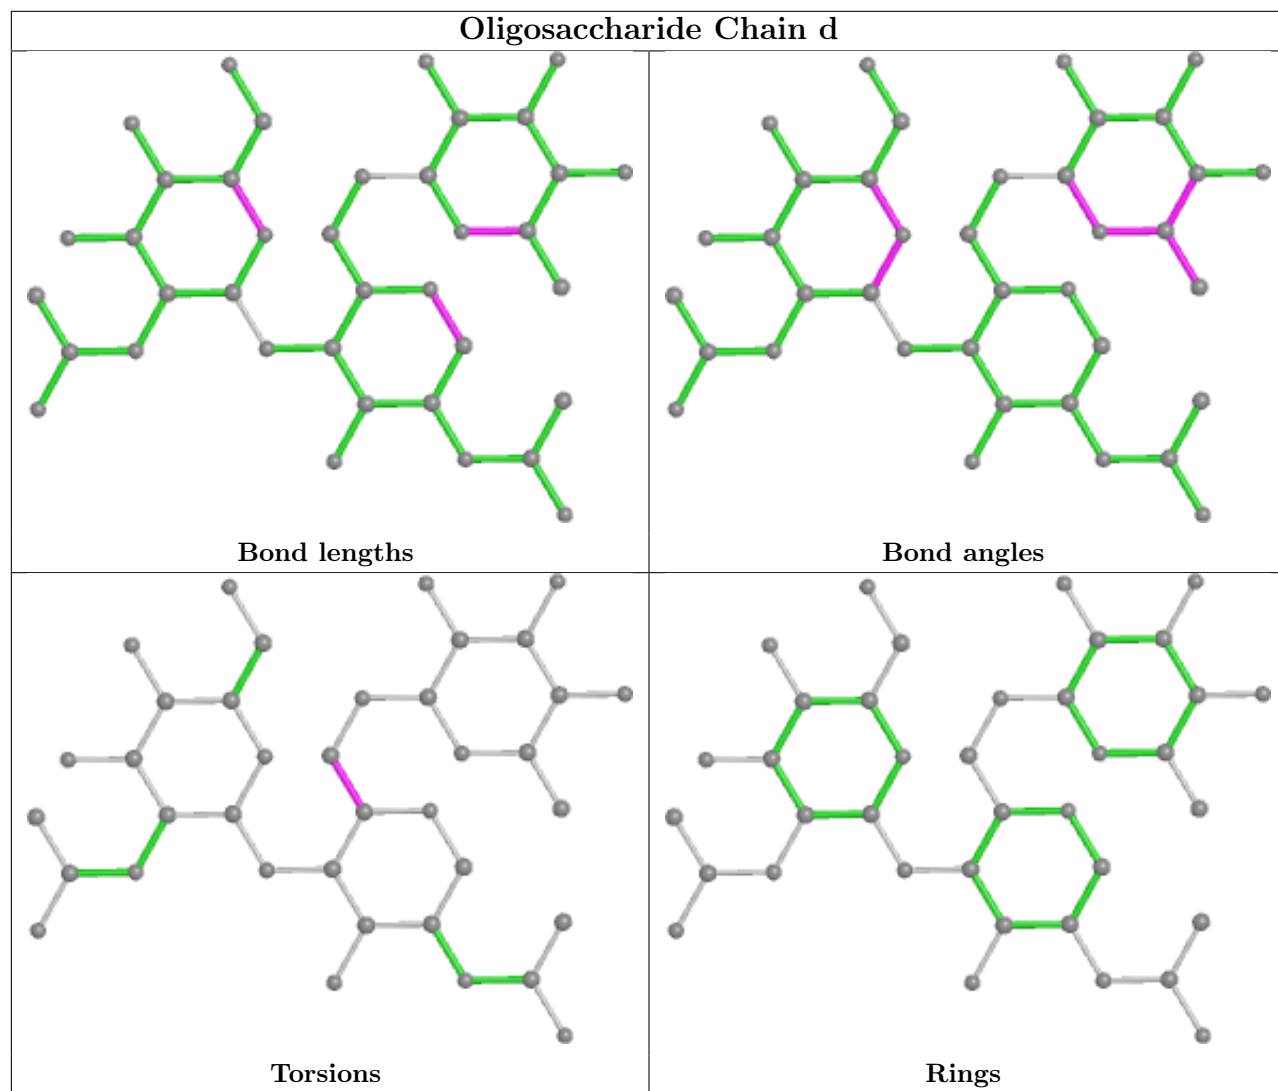 Oligosaccharide Chain d
Bond lengths
Bond angles
Torsions
Rings